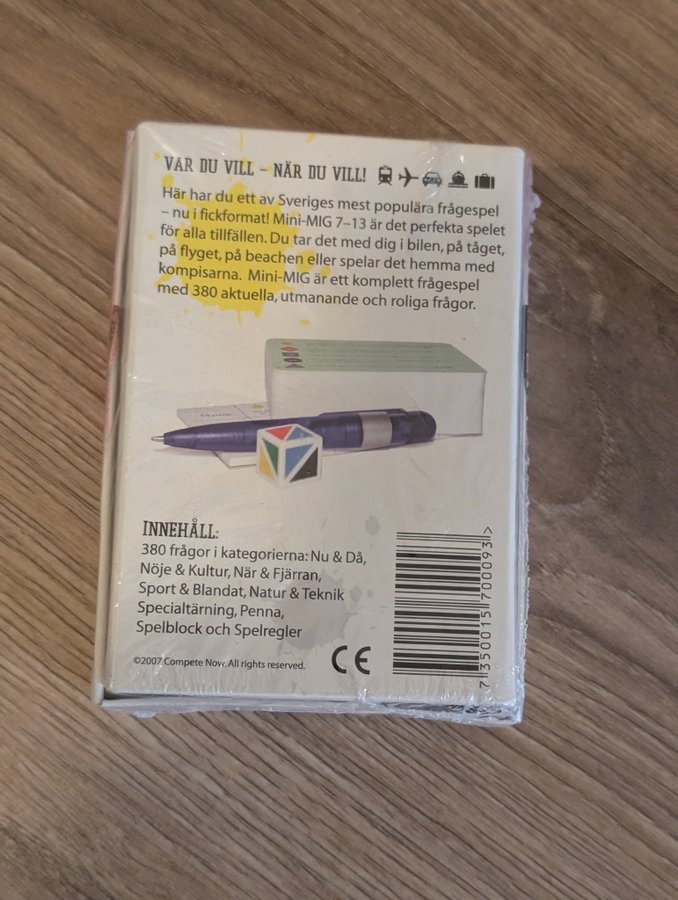 VAR DU VILL – NÄR DU VILL!
Här har du ett av Sveriges mest populära frågespel
– nu i fickformat! Mini-MIG 7–13 är det perfekta spelet
för alla tillfällen. Du tar det med dig i bilen, på tåget,
på flyget, på beachen eller spelar det hemma med
kompisarna. Mini-MIG är ett komplett frågespel
med 380 aktuella, utmanande och roliga frågor.
INNEHÅLL:
380 frågor i kategorierna: Nu & Då,
Nöje & Kultur, När & Fjärran,
Sport & Blandat, Natur & Teknik
Specialtärning, Penna,
Spelblock och Spelregler
©2007 Compete Now. All rights reserved.
CE
7 350015 700093 >